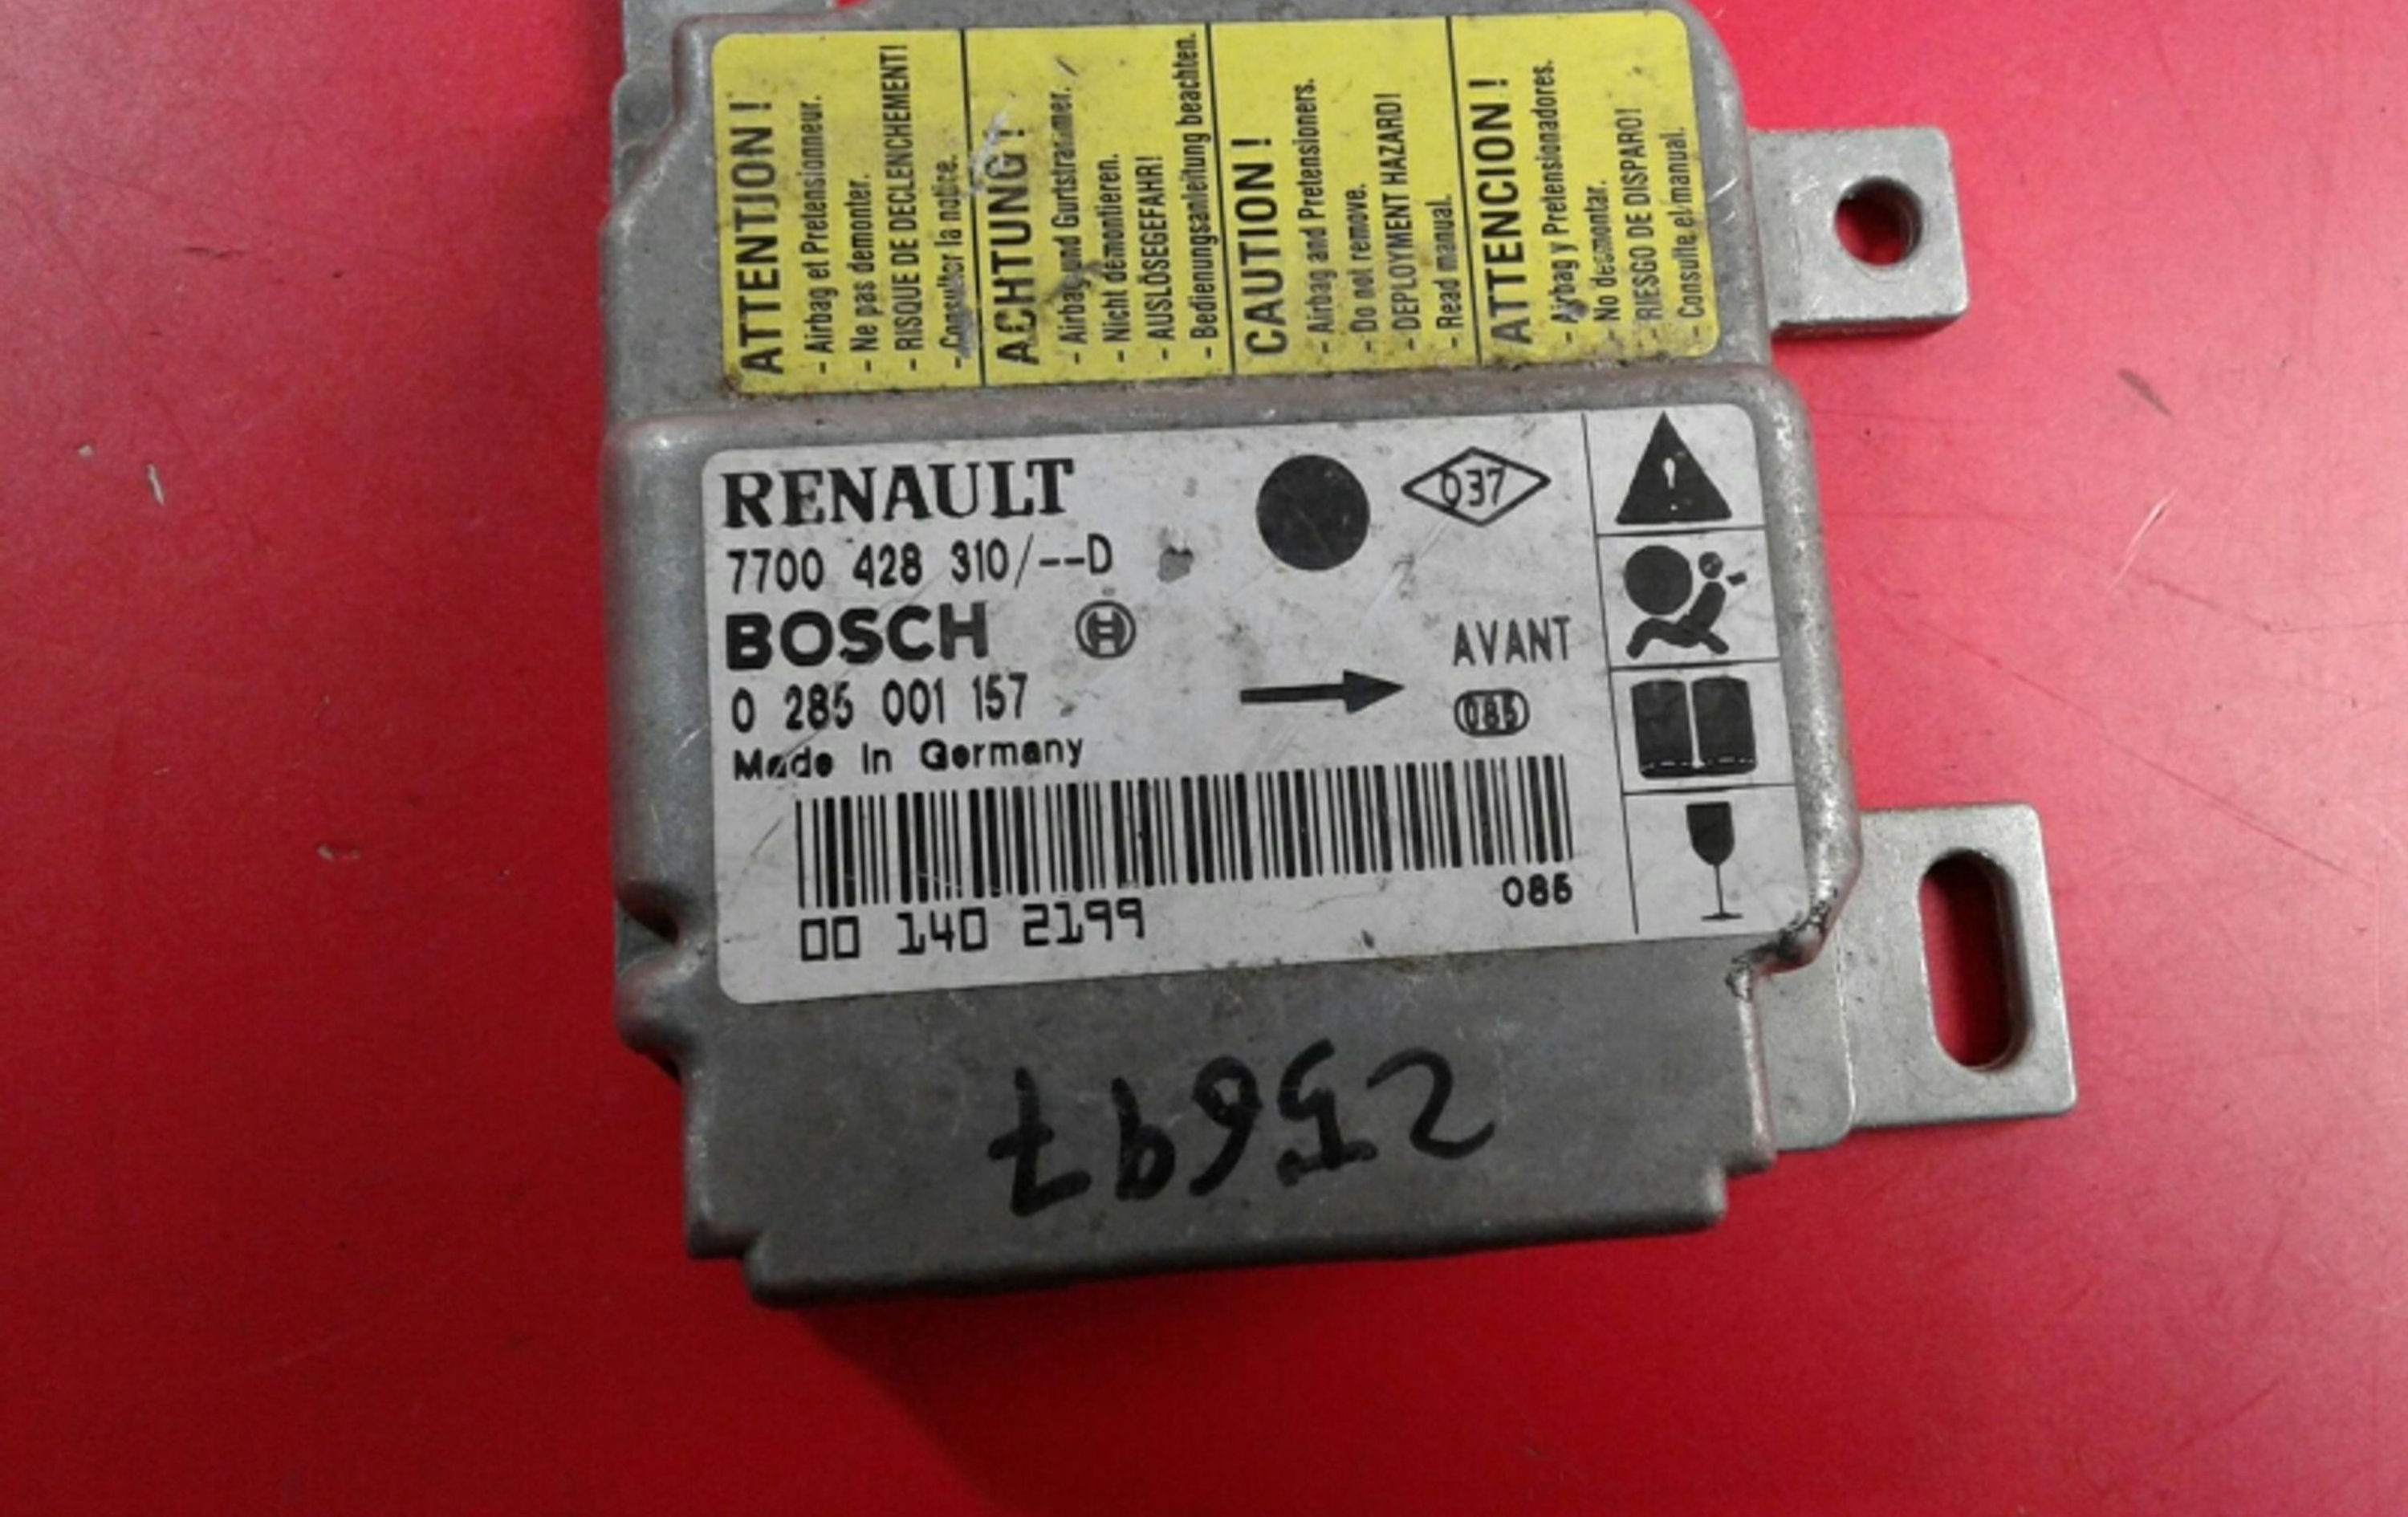 ATTENTION !
- Airbag et Pretensionneur.
- Ne pas demonter.
- RISQUE DE DECLENCHEMENT!
- Consulter la notice.
ACHTUNG !
- Airbag und Gurtstrammer.
- Nicht demontieren.
- AUSLÖSEGEFAHR!
- Bedienungsanleitung beachten.
CAUTION !
- Airbag and Pretensioners.
- Do not remove.
- DEPLOYMENT HAZARD!
- Read manual.
ATTENCION !
- Airbag y Pretensionadores.
- No desmontar.
- RIESGO DE DISPARO!
- Consulte el manual.
RENAULT
037
7700 428 310/--D
BOSCH
AVANT
0 285 001 157
085
Made in Germany
085
00 140 2199
25697